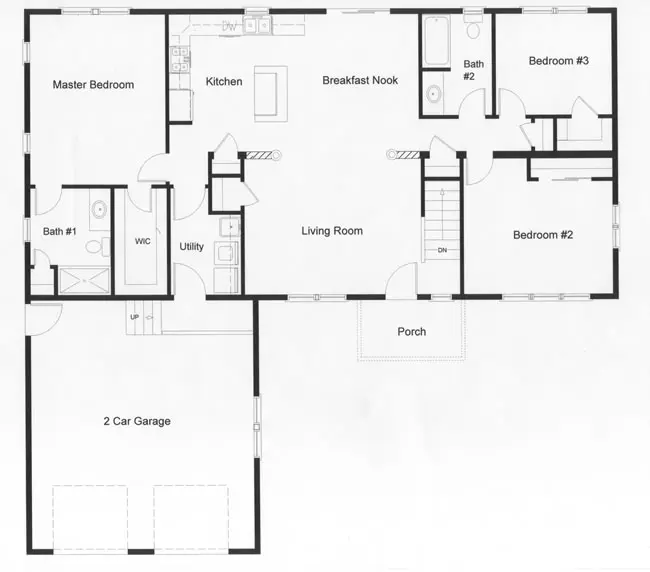 DW
Master Bedroom
Kitchen
Breakfast Nook
Bath
#2
Bedroom #3
Bath #1
WIC
Utility
Living Room
DN
Bedroom #2
UP
Porch
2 Car Garage